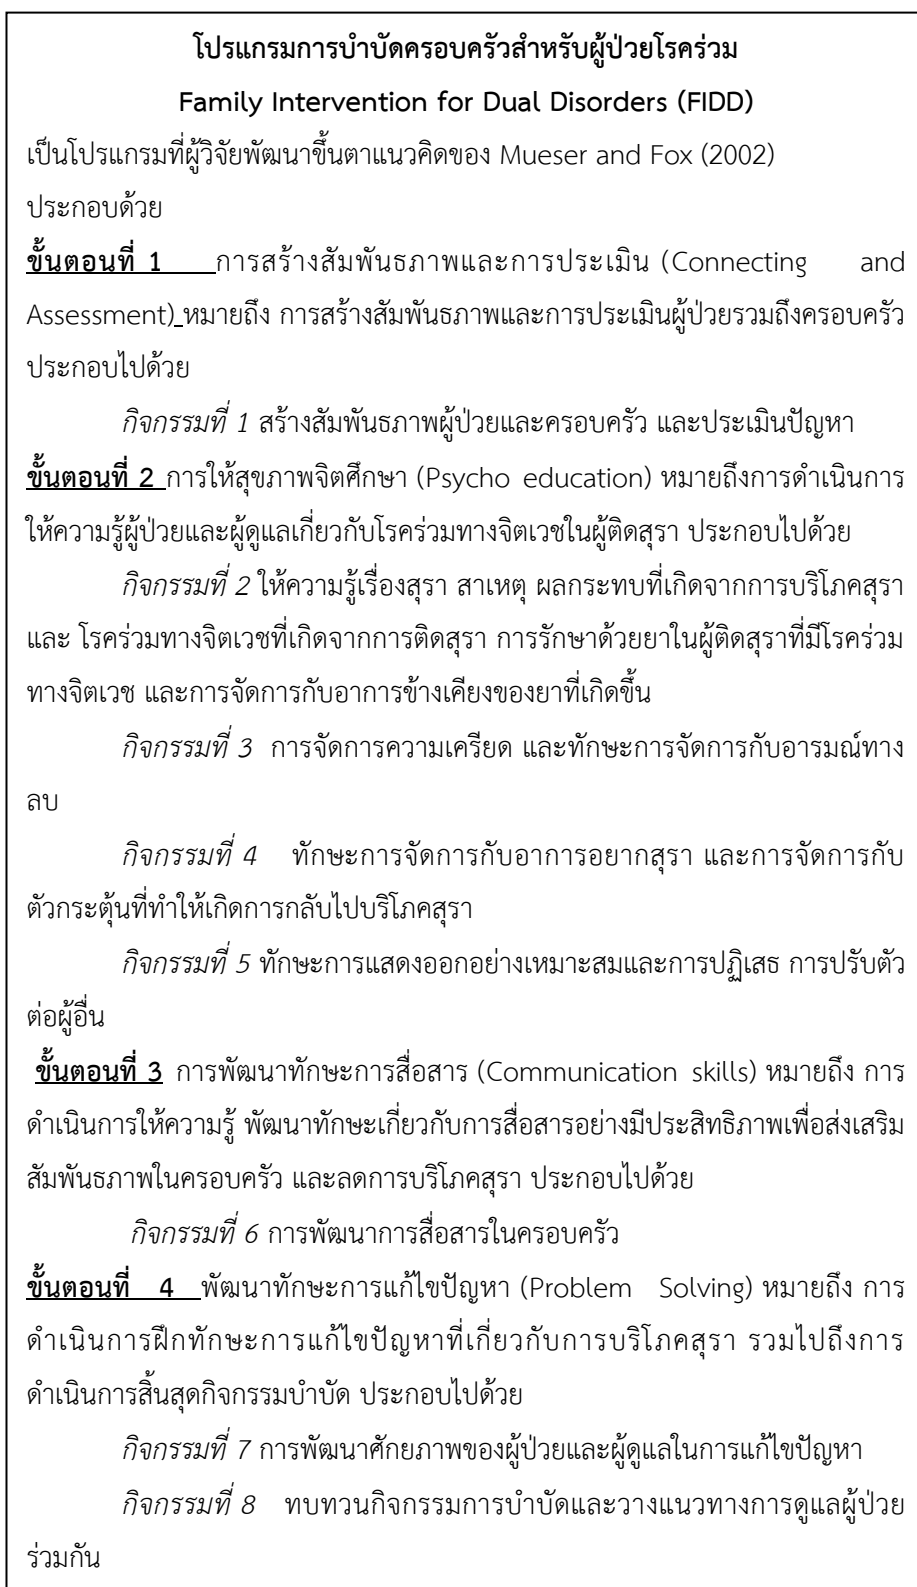 โปรแกรมการบำบัดครอบครัวสำหรับผู้ป่วยโรคร่วม
Family Intervention for Dual Disorders (FIDD)
เป็นโปรแกรมที่ผู้วิจัยพัฒนาขึ้นตาแนวคิดของ Mueser and Fox (2002)
ประกอบด้วย
ขั้นตอนที่ 1 การสร้างสัมพันธภาพและการประเมิน (Connecting and
Assessment) หมายถึง การสร้างสัมพันธภาพและการประเมินผู้ป่วยรวมถึงครอบครัว
ประกอบไปด้วย
กิจกรรมที่ 1 สร้างสัมพันธภาพผู้ป่วยและครอบครัว และประเมินปัญหา
ขั้นตอนที่ 2 การให้สุขภาพจิตศึกษา (Psycho education) หมายถึงการดำเนินการ
ให้ความรู้ผู้ป่วยและผู้ดูแลเกี่ยวกับโรคร่วมทางจิตเวชในผู้ติดสุรา ประกอบไปด้วย
กิจกรรมที่ 2 ให้ความรู้เรื่องสุรา สาเหตุ ผลกระทบที่เกิดจากการบริโภคสุรา
และ โรคร่วมทางจิตเวชที่เกิดจากการติดสุรา การรักษาด้วยยาในผู้ติดสุราที่มีโรคร่วม
ทางจิตเวช และการจัดการกับอาการข้างเคียงของยาที่เกิดขึ้น
กิจกรรมที่ 3 การจัดการความเครียด และทักษะการจัดการกับอารมณ์ทาง
ลบ
กิจกรรมที่ 4 ทักษะการจัดการกับอาการอยากสุรา และการจัดการกับ
ตัวกระตุ้นที่ทำให้เกิดการกลับไปบริโภคสุรา
กิจกรรมที่ 5 ทักษะการแสดงออกอย่างเหมาะสมและการปฏิเสธ การปรับตัว
ต่อผู้อื่น
ขั้นตอนที่ 3 การพัฒนาทักษะการสื่อสาร (Communication skills) หมายถึง การ
ดำเนินการให้ความรู้ พัฒนาทักษะเกี่ยวกับการสื่อสารอย่างมีประสิทธิภาพเพื่อส่งเสริม
สัมพันธภาพในครอบครัว และลดการบริโภคสุรา ประกอบไปด้วย
กิจกรรมที่ 6 การพัฒนาการสื่อสารในครอบครัว
ขั้นตอนที่ 4 พัฒนาทักษะการแก้ไขปัญหา (Problem Solving) หมายถึง การ
ดำเนินการฝึกทักษะการแก้ไขปัญหาที่เกี่ยวกับการบริโภคสุรา รวมไปถึงการ
ดำเนินการสิ้นสุดกิจกรรมบำบัด ประกอบไปด้วย
กิจกรรมที่ 7 การพัฒนาศักยภาพของผู้ป่วยและผู้ดูแลในการแก้ไขปัญหา
กิจกรรมที่ 8 ทบทวนกิจกรรมการบำบัดและวางแนวทางการดูแลผู้ป่วย
ร่วมกัน